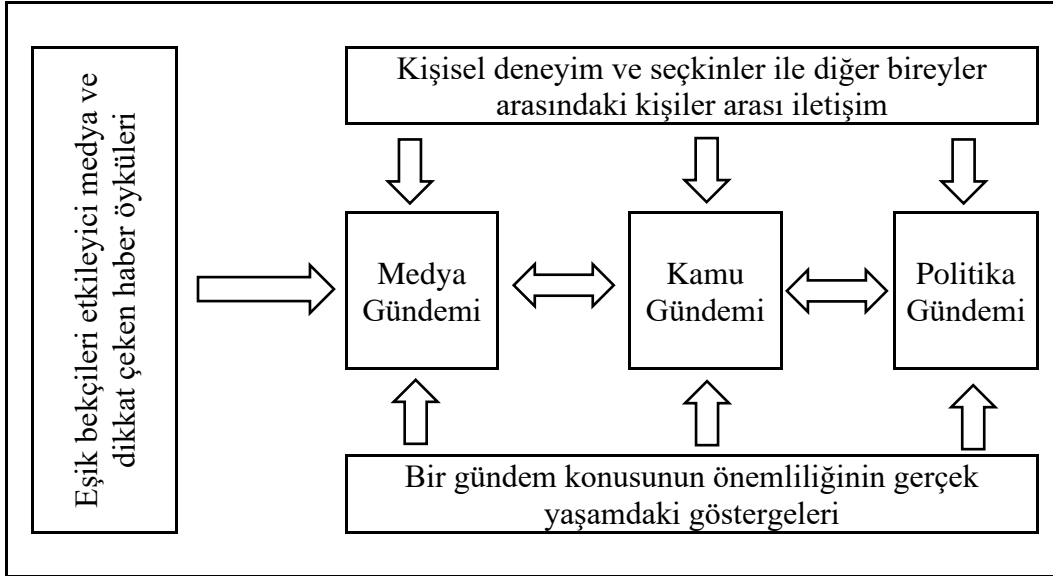 Eşik bekçileri etkileyici medya ve
dikkat çeken haber öyküleri
Kişisel deneyim ve seçkinler ile diğer bireyler
arasındaki kişiler arası iletişim
Medya
Gündemi
Kamu
Gündemi
Politika
Gündemi
Bir gündem konusunun önemliliğinin gerçek
yaşamdaki göstergeleri